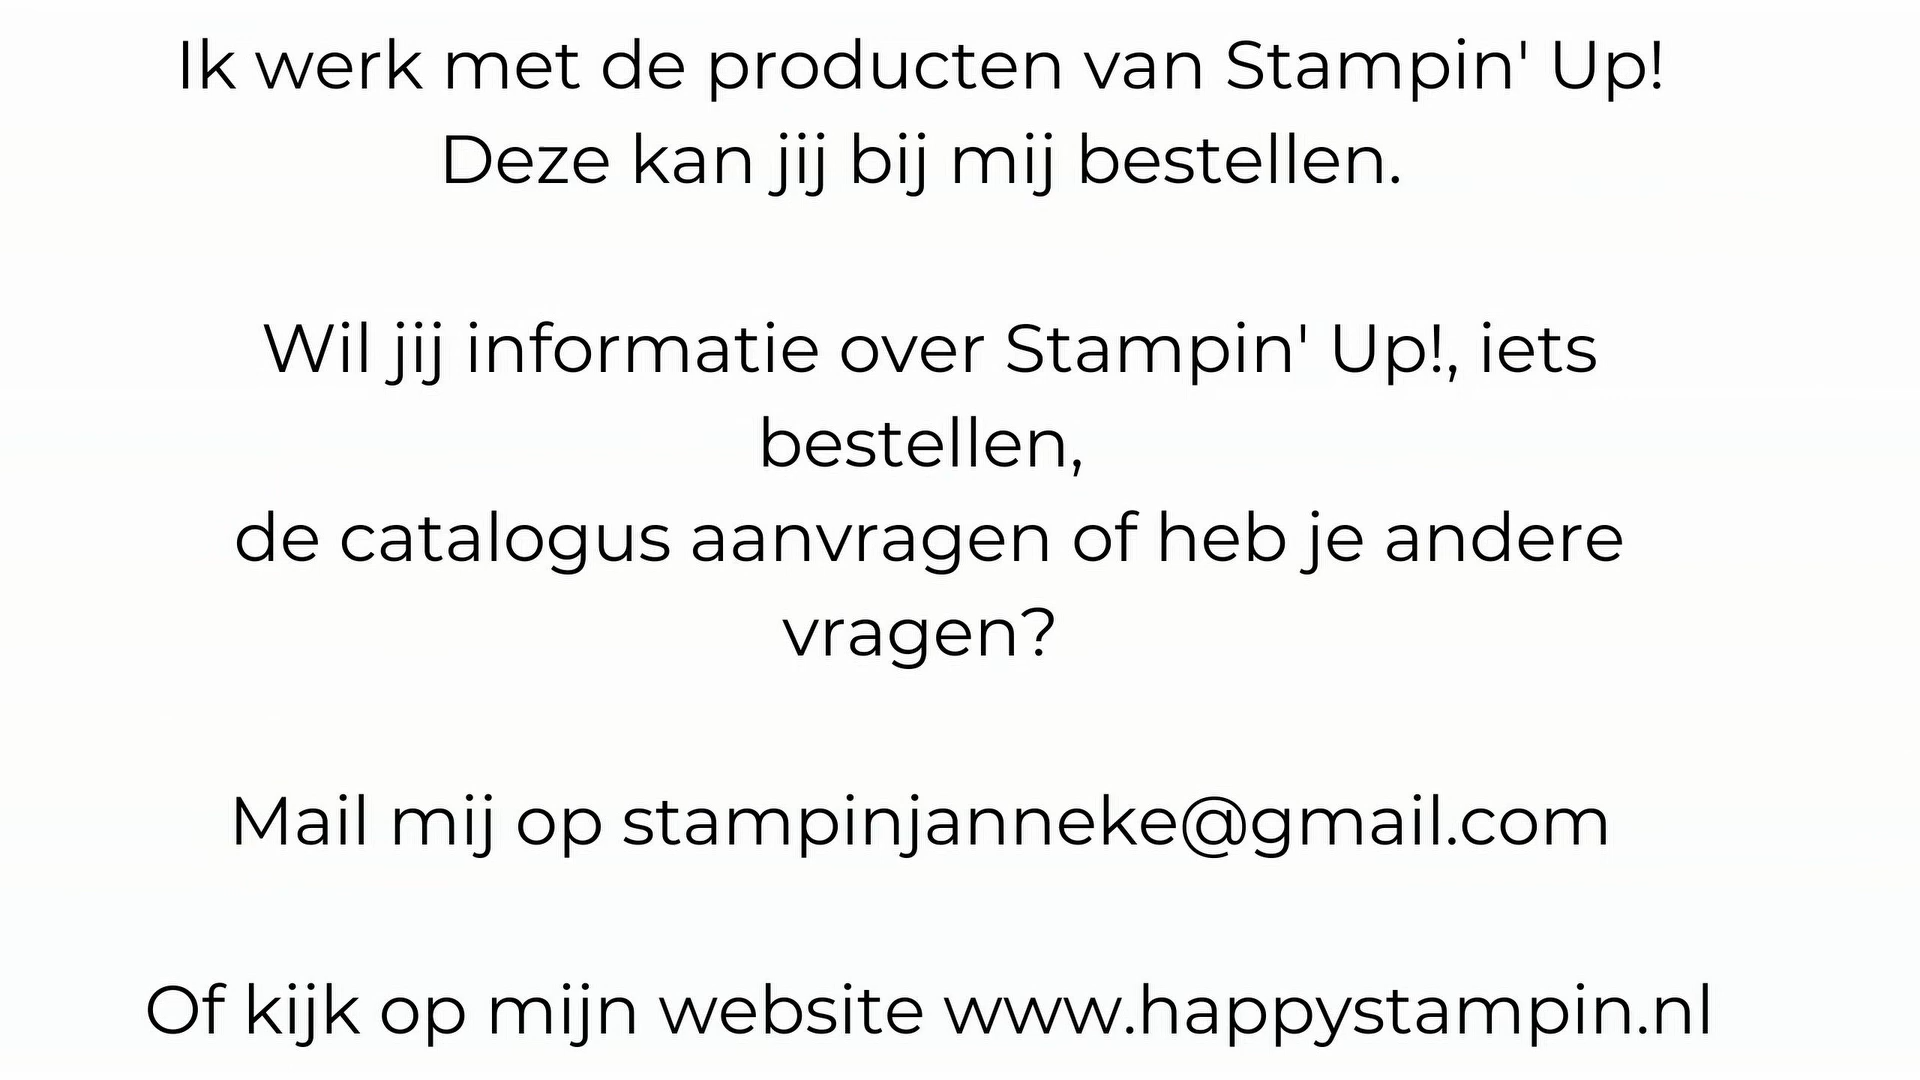 Ik werk met de producten van Stampin' Up!
Deze kan jij bij mij bestellen.
Wil jij informatie over Stampin' Up!, iets
bestellen,
de catalogus aanvragen of heb je andere
vragen?
Mail mij op stampinjanneke@gmail.com
Of kijk op mijn website www.happystampin.nl